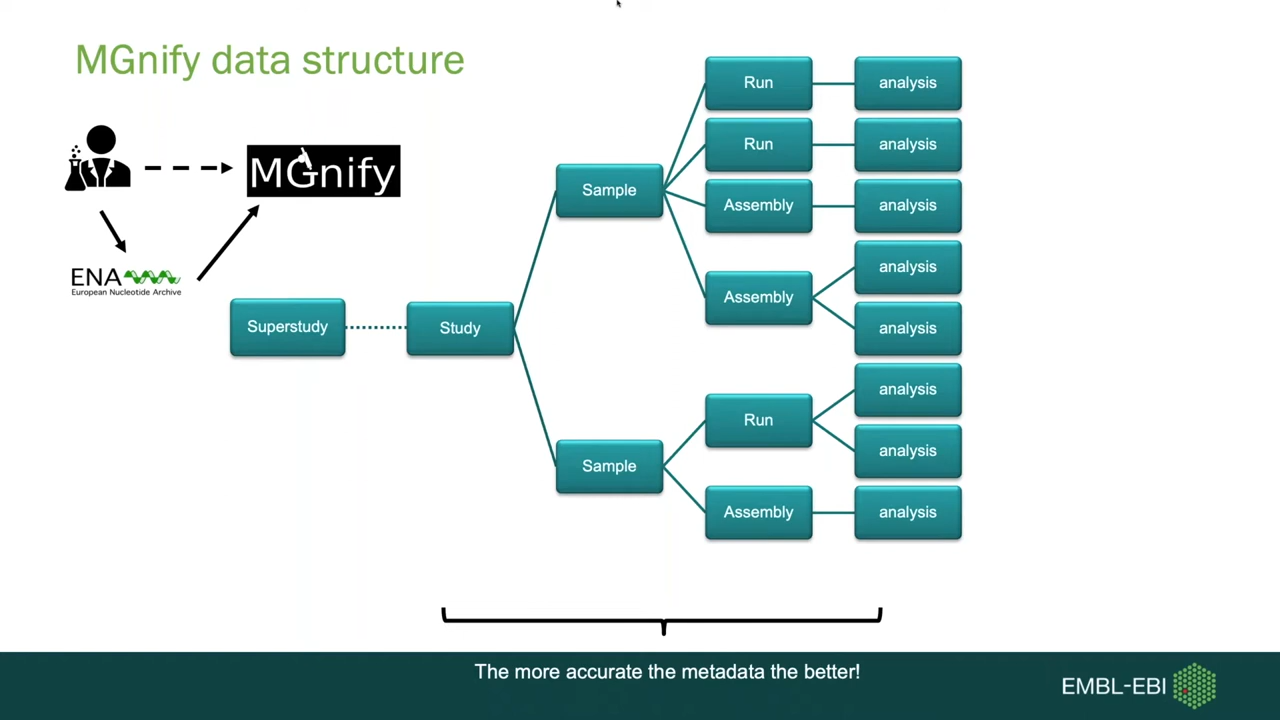 MGnify data structure
MGnify
ENA
European Nucleotide Archive
Superstudy
Study
Sample
Run
analysis
Run
analysis
Assembly
analysis
Assembly
analysis
analysis
Sample
Run
analysis
analysis
Assembly
analysis
The more accurate the metadata the better!
EMBL-EBI